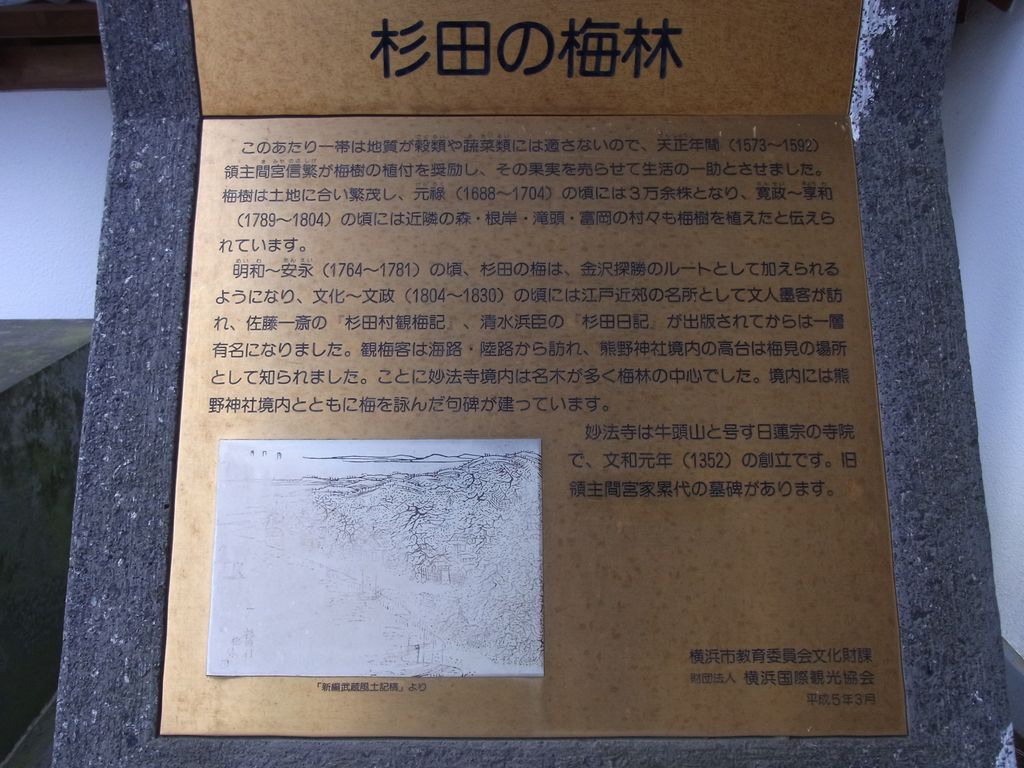 杉田の梅林
このあたり一帯は地質が穀類や蔬菜類には適さないので、天正年間（1573〜1592）
領主間宮信繁が梅樹の植付を奨励し、その果実を売らせて生活の一助とさせました。
梅樹は土地に合い繁茂し、元禄（1688〜1704）の頃には３万余株となり、寛政〜享和
（1789〜1804）の頃には近隣の森・根岸・滝頭・富岡の村々も梅樹を植えたと伝えら
れています。
明和〜安永（1764〜1781）の頃、杉田の梅は、金沢探勝のルートとして加えられる
ようになり、文化〜文政（1804〜1830）の頃には江戸近郊の名所として文人墨客が訪
れ、佐藤一斎の『杉田村観梅記』、清水浜臣の『杉田日記』が出版されてからは一層
有名になりました。観梅客は海路・陸路から訪れ、熊野神社境内の高台は梅見の場所
として知られました。ことに妙法寺境内は名木が多く梅林の中心でした。境内には熊
野神社境内とともに梅を詠んだ句碑が建っています。
妙法寺は牛頭山と号す日蓮宗の寺院
で、文和元年（1352）の創立です。旧
領主間宮家累代の墓碑があります。
「新編武蔵風土記稿」より
横浜市教育委員会文化財課
財団法人 横浜国際観光協会
平成５年３月